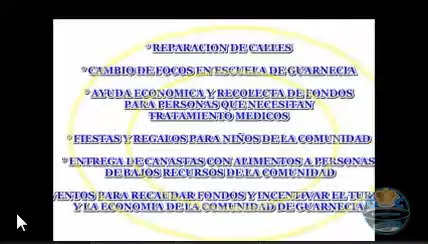 * REPARACION DE CALLES
* CAMBIO DE FOCOS EN ESCUELA DE GUARNECIA
* AYUDA ECONOMICA Y RECOLECTA DE FONDOS
PARA PERSONAS QUE NECESITAN
TRATAMIENTO MEDICOS
* FIESTAS Y REGALOS PARA NIÑOS DE LA COMUNIDAD
* ENTREGA DE CANASTAS CON ALIMENTOS A PERSONAS
DE BAJOS RECURSOS DE LA COMUNIDAD
VENTOS PARA RECAUDAR FONDOS Y INCENTIVAR EL TUR
Y LA ECONOMIA DE LA COMUNIDAD DE GUARNECIA